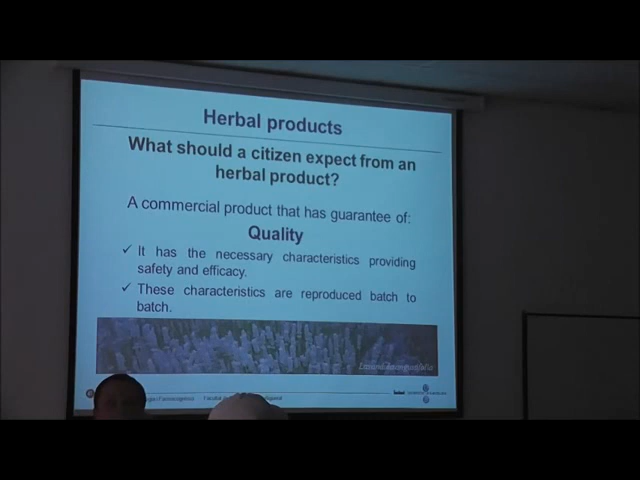 Herbal products
What should a citizen expect from an
herbal product?
A commercial product that has guarantee of:
Quality
✓ It has the necessary characteristics providing
safety and efficacy.
✓ These characteristics are reproduced batch to
batch.